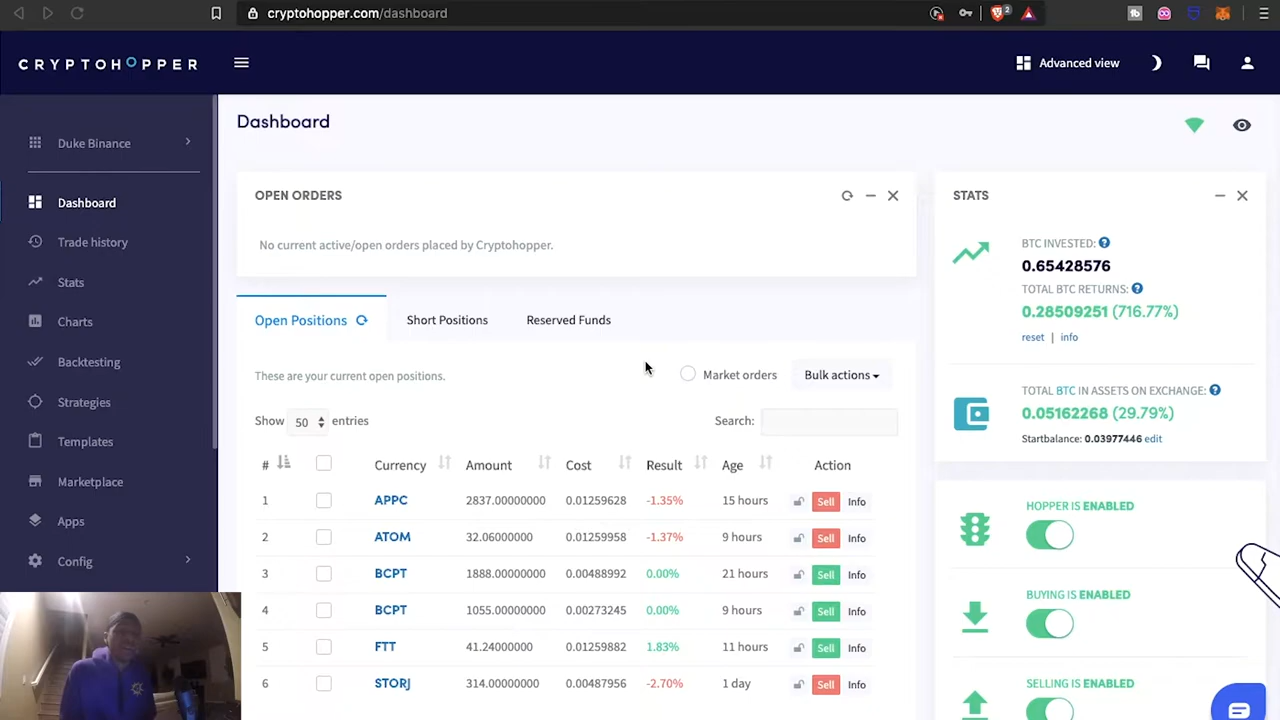 cryptohopper.com/dashboard
2
CRYPTOHOPPER
Advanced view
Duke Binance
Dashboard
Trade history
Stats
Charts
Backtesting
Strategies
Templates
Marketplace
Apps
Config
Dashboard
OPEN ORDERS
No current active/open orders placed by Cryptohopper.
Open Positions
Short Positions
Reserved Funds
These are your current open positions.
Market orders
Bulk actions
Show 50 entries
Search:
# Currency Amount Cost Result Age Action
1 APPC 2837.00000000 0.01259628 -1.35% 15 hours Sell Info
2 ATOM 32.06000000 0.01259958 -1.37% 9 hours Sell Info
3 BCPT 1888.00000000 0.00488992 0.00% 21 hours Sell Info
4 BCPT 1055.00000000 0.00273245 0.00% 9 hours Sell Info
5 FTT 41.24000000 0.01259882 1.83% 11 hours Sell Info
6 STORJ 314.00000000 0.00487956 -2.70% 1 day Sell Info
STATS
BTC INVESTED: ?
0.65428576
TOTAL BTC RETURNS: ?
0.28509251 (716.77%)
reset | info
TOTAL BTC IN ASSETS ON EXCHANGE: ?
0.05162268 (29.79%)
Startbalance: 0.03977446 edit
HOPPER IS ENABLED
BUYING IS ENABLED
SELLING IS ENABLED